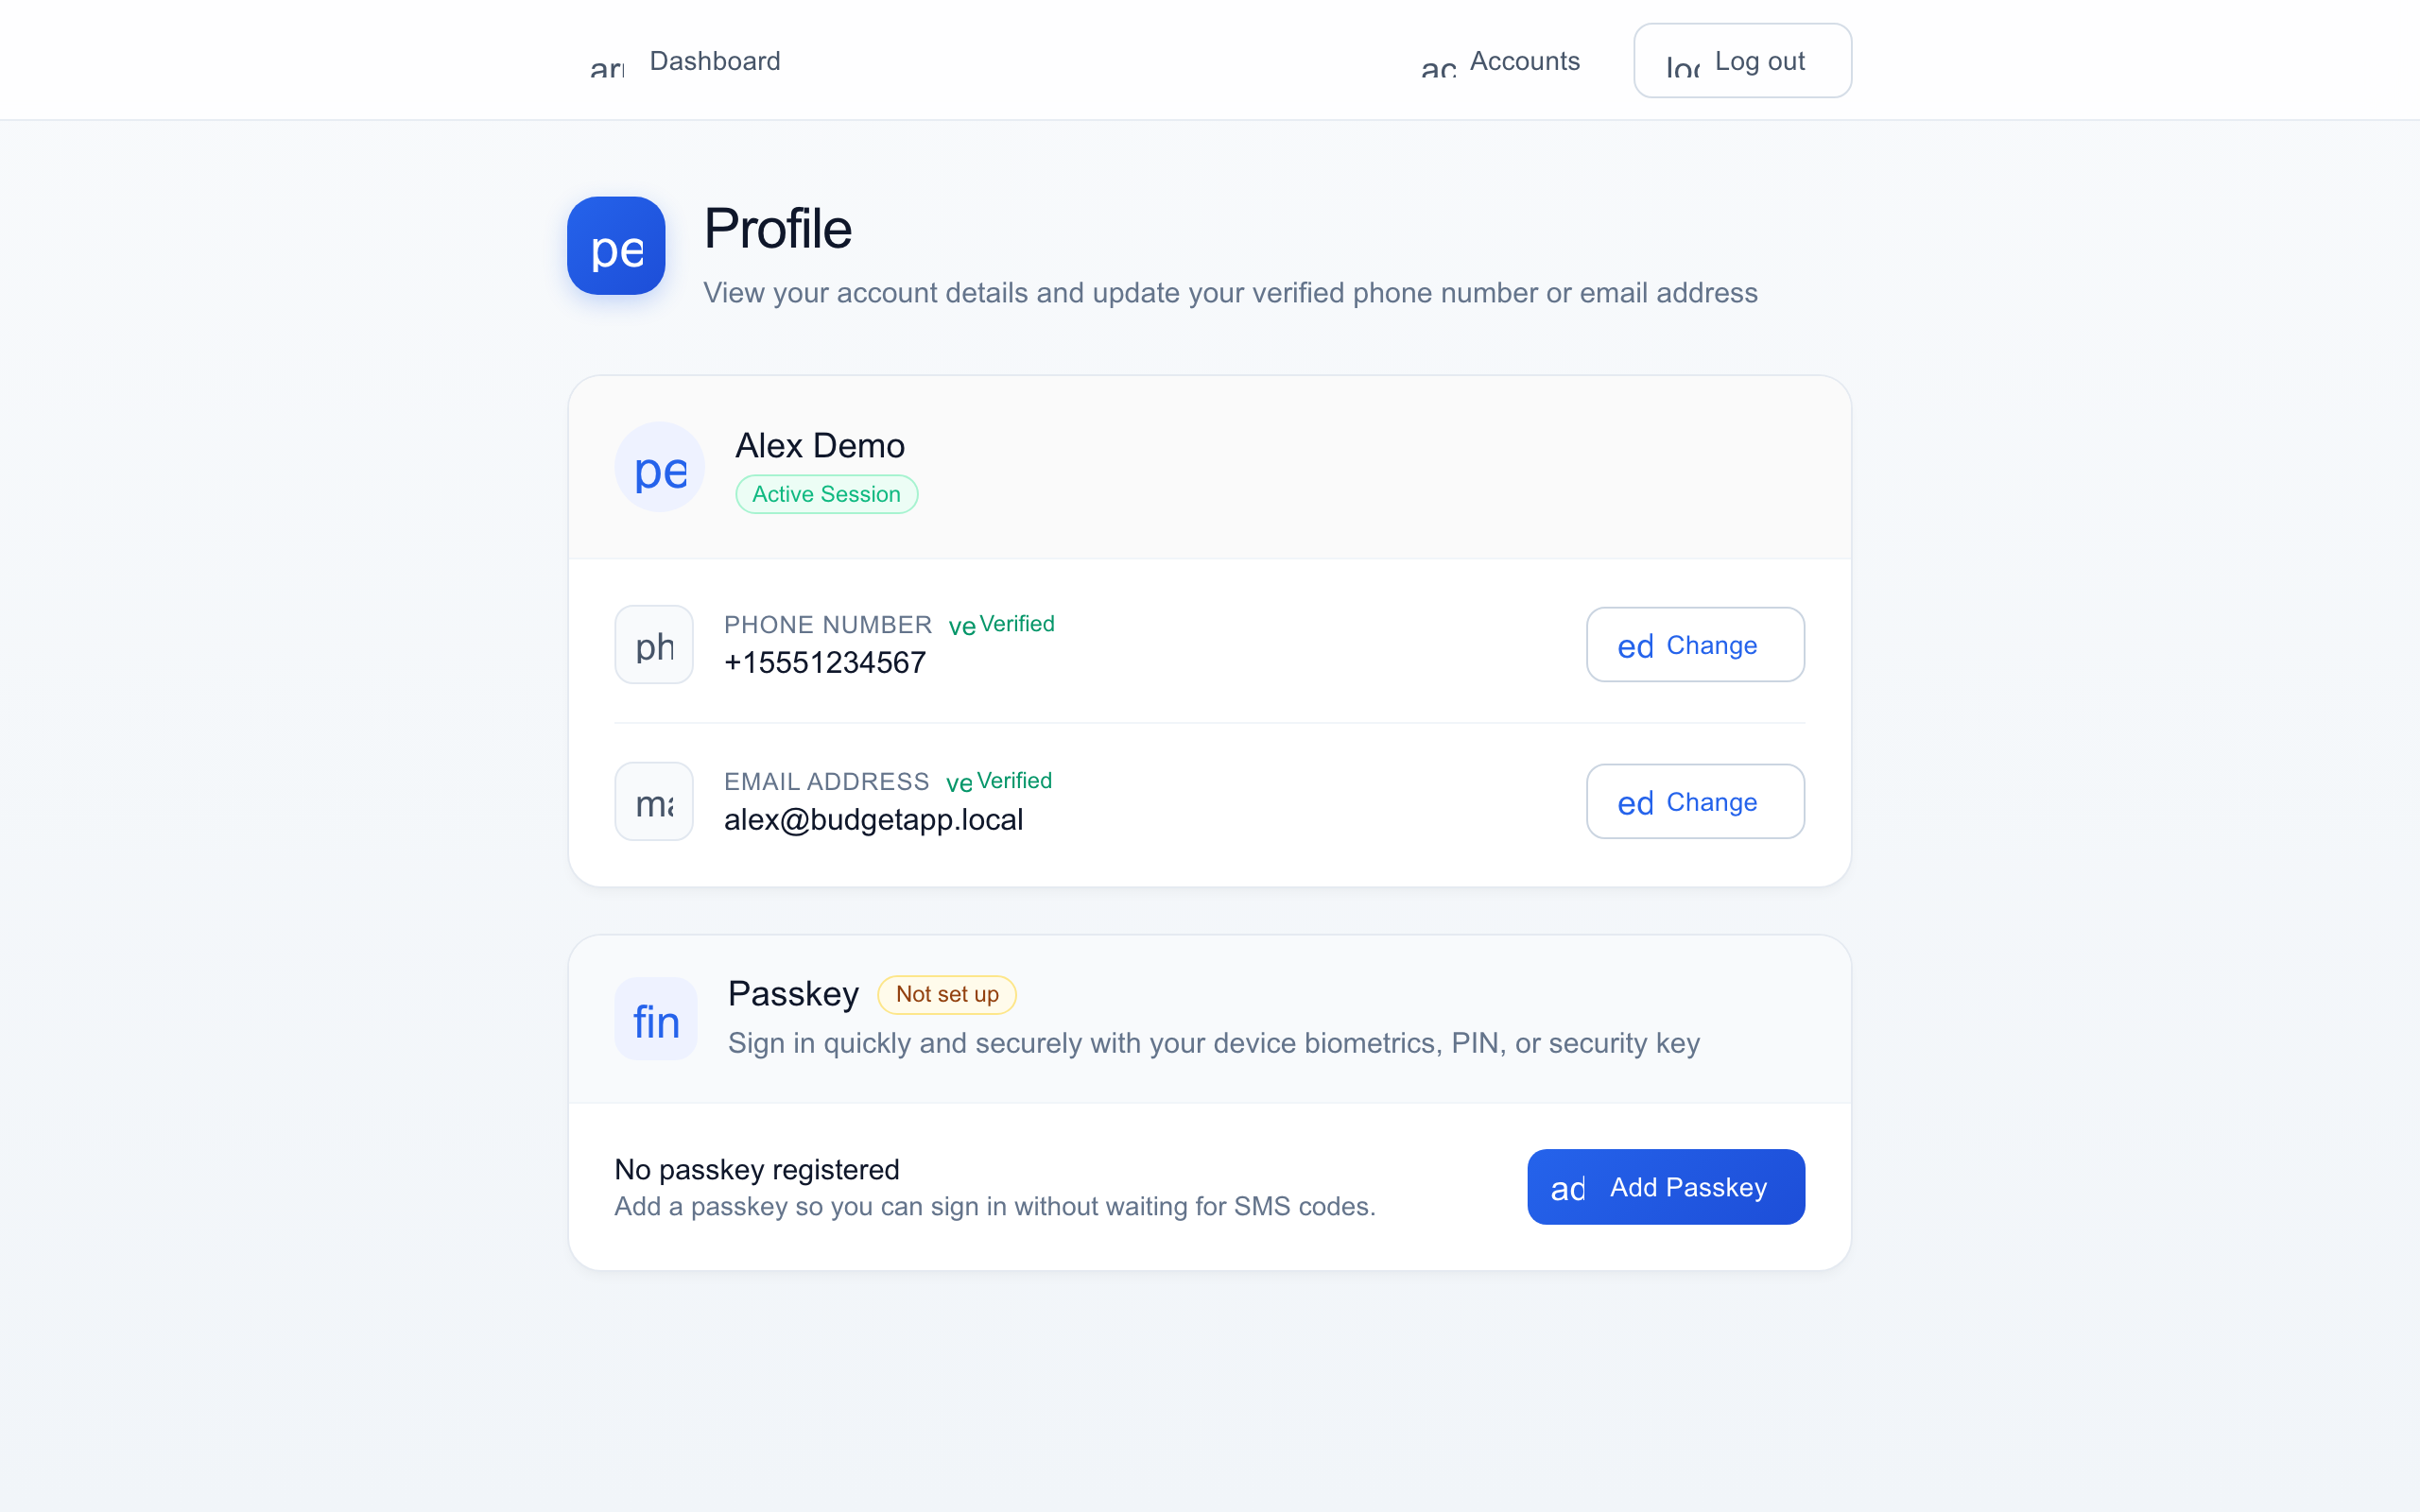 arr Dashboard
ac Accounts
log Log out
pe
Profile
View your account details and update your verified phone number or email address
pe
Alex Demo
Active Session
ph
PHONE NUMBER ve Verified
+15551234567
ed Change
ma
EMAIL ADDRESS ve Verified
alex@budgetapp.local
ed Change
fin
Passkey Not set up
Sign in quickly and securely with your device biometrics, PIN, or security key
No passkey registered
Add a passkey so you can sign in without waiting for SMS codes.
ad Add Passkey